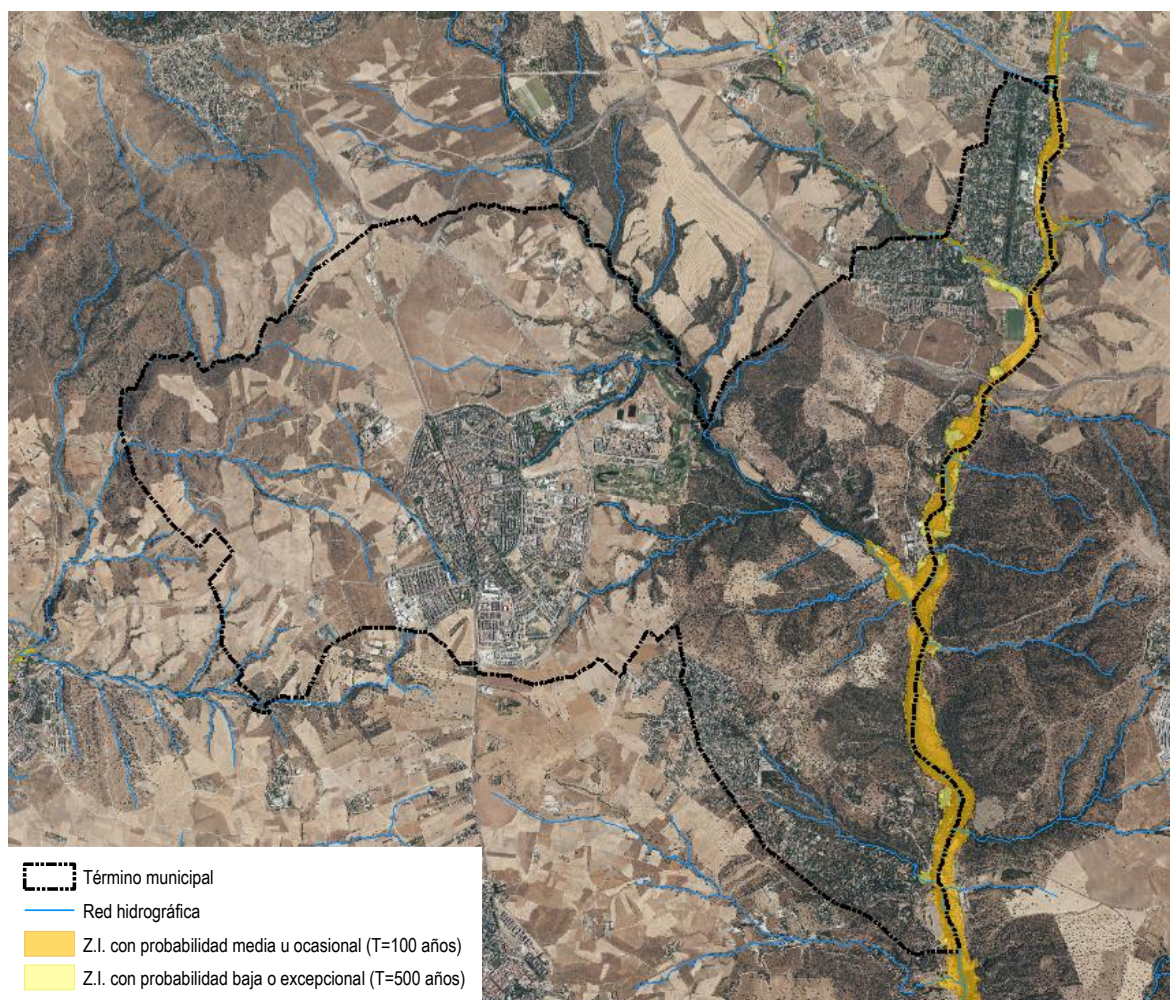 Término municipal
Red hidrográfica
Z.I. con probabilidad media u ocasional (T=100 años)
Z.I. con probabilidad baja o excepcional (T=500 años)